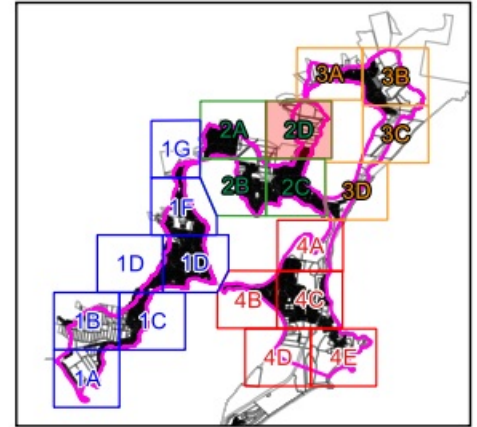 3A 3B
2A 2D 3C
1G
2B 2C 3D
1F
4A
1D 1D
4B 4C
1B 1C
4D 4E
1A